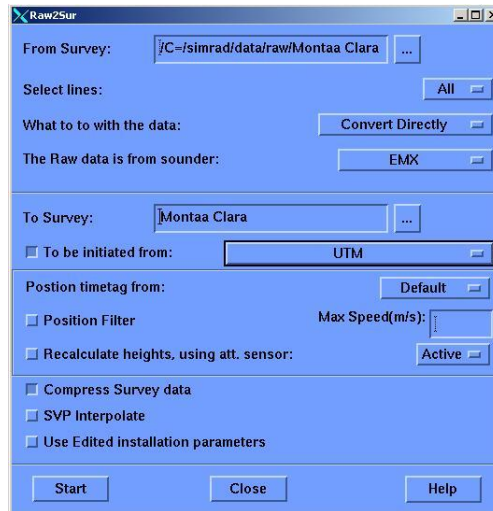 Raw2Sur
From Survey: /C=/simrad/data/raw/Montaa Clara ...
Select lines: All
What to to with the data: Convert Directly
The Raw data is from sounder: EMX
To Survey: Montaa Clara ...
To be initiated from: UTM
Postion timetag from: Default
Position Filter Max Speed(m/s):
Recalculate heights, using att. sensor: Active
Compress Survey data
SVP Interpolate
Use Edited installation parameters
Start Close Help